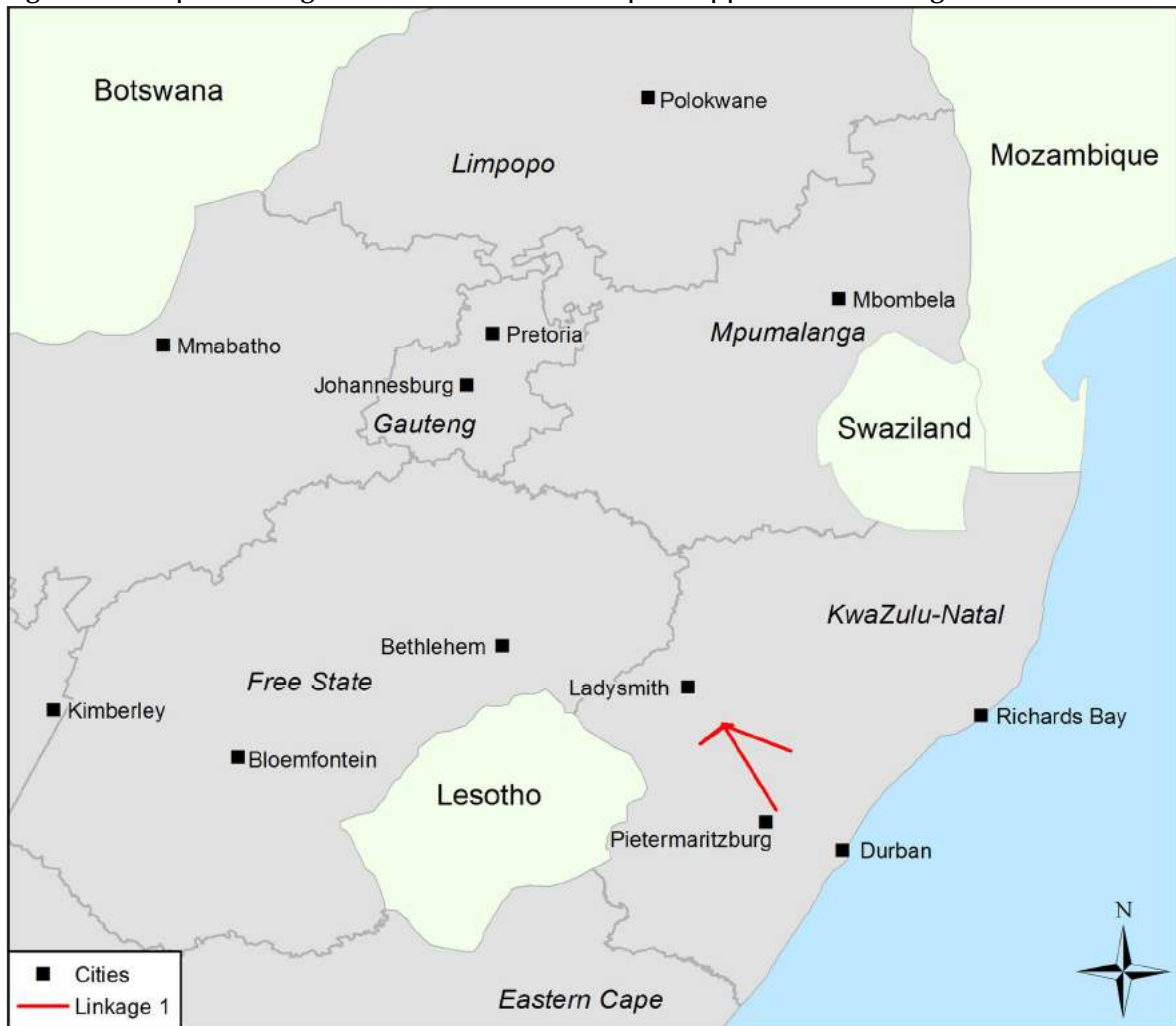 Botswana
Polokwane
Mozambique
Limpopo
Mbombela
Pretoria
Mpumalanga
Mmabatho
Johannesburg
Gauteng
Swaziland
KwaZulu-Natal
Bethlehem
Free State
Ladysmith
Kimberley
Richards Bay
Bloemfontein
Lesotho
Pietermaritzburg
Durban
N
Cities
Linkage 1
Eastern Cape